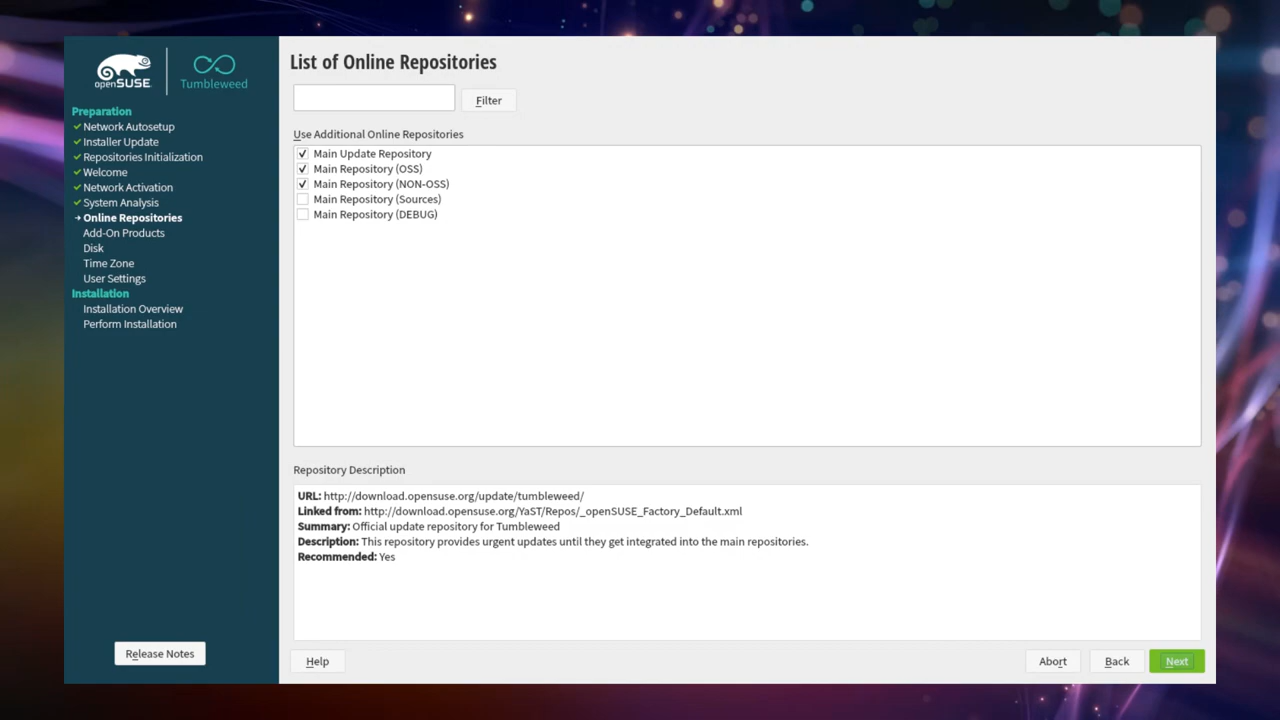 openSUSE
Tumbleweed
Preparation
Network Autosetup
Installer Update
Repositories Initialization
Welcome
Network Activation
System Analysis
Online Repositories
Add-On Products
Disk
Time Zone
User Settings
Installation
Installation Overview
Perform Installation
Release Notes
List of Online Repositories
Filter
Use Additional Online Repositories
Main Update Repository
Main Repository (OSS)
Main Repository (NON-OSS)
Main Repository (Sources)
Main Repository (DEBUG)
Repository Description
URL: http://download.opensuse.org/update/tumbleweed/
Linked from: http://download.opensuse.org/YaST/Repos/_openSUSE_Factory_Default.xml
Summary: Official update repository for Tumbleweed
Description: This repository provides urgent updates until they get integrated into the main repositories.
Recommended: Yes
Help
Abort
Back
Next